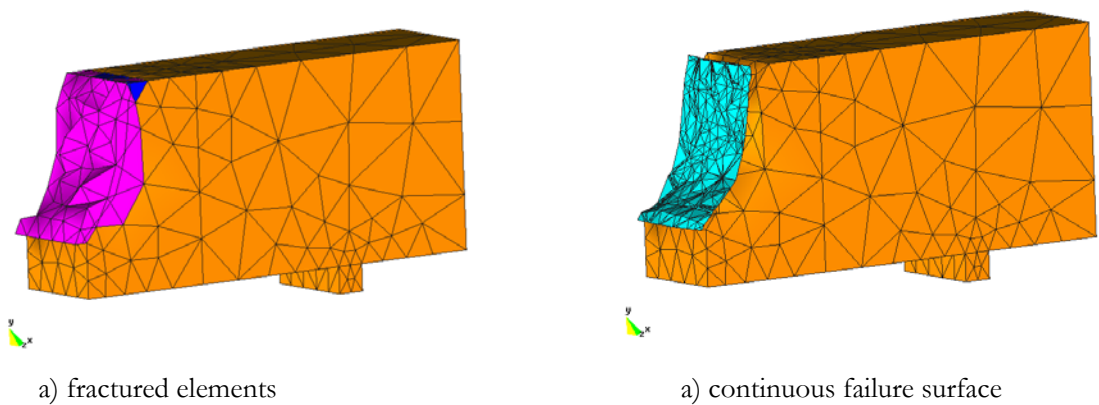 y
z x
y
z x
a) fractured elements
a) continuous failure surface